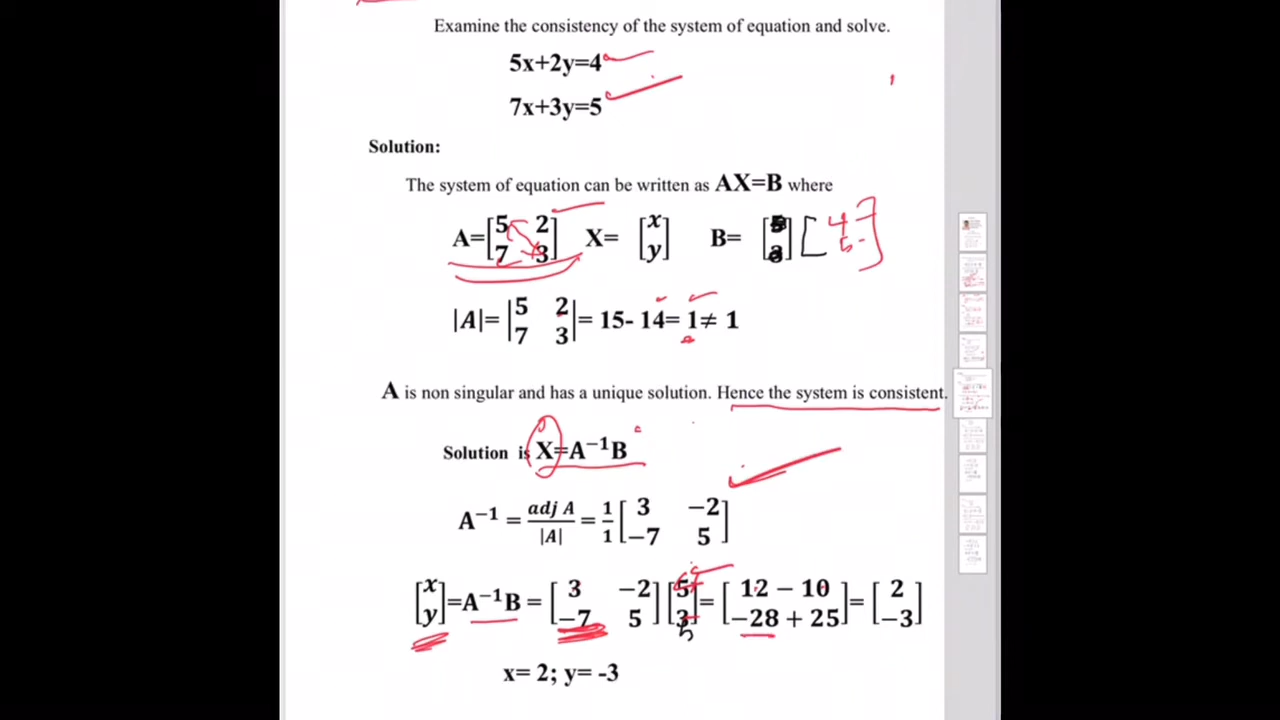 Examine the consistency of the system of equation and solve.
5x+2y=4
7x+3y=5
Solution:
The system of equation can be written as AX=B where
A=[5 2; 7 3] X= [x; y] B= [4; 5]
|A|= |5 2; 7 3|= 15- 14= 1≠ 1
A is non singular and has a unique solution. Hence the system is consistent.
Solution is X=A⁻¹B
A⁻¹ = adj A/|A| = 1/1 [3 −2; −7 5]
[x; y] =A⁻¹B = [3 −2; −7 5] [5; 3] = [12 − 10; −28 + 25]= [2; −3]
x= 2; y= -3